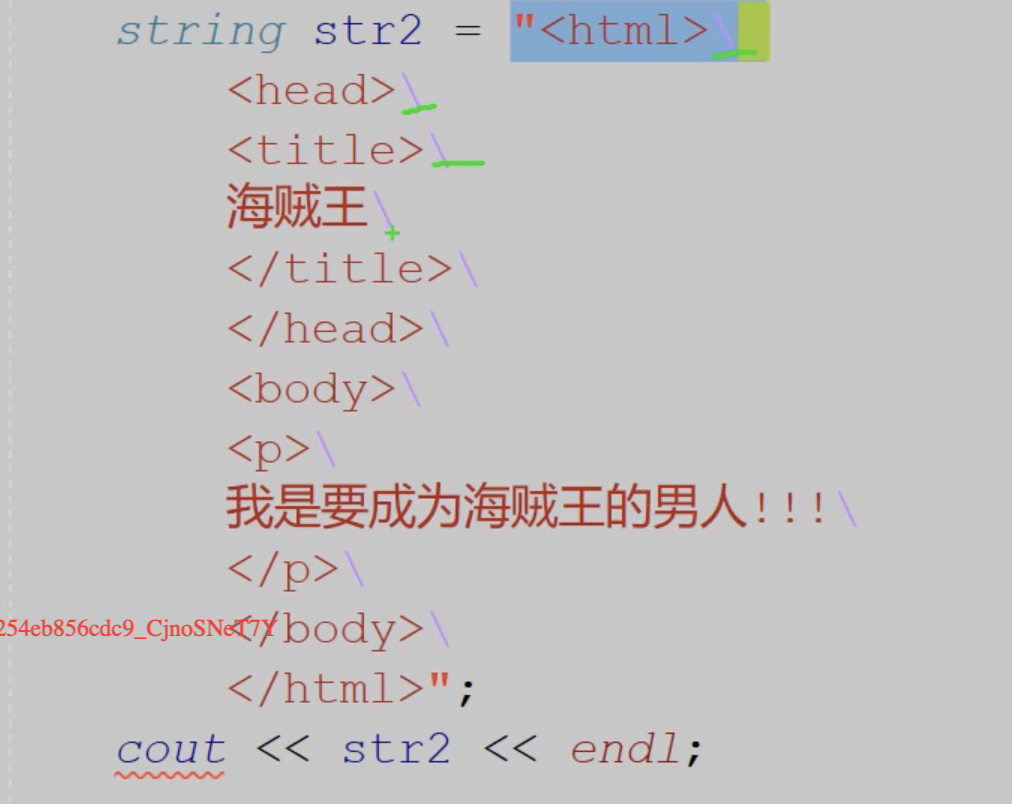 string str2 = "<html>\
<head>\
<title>\
海贼王\
</title>\
</head>\
<body>\
<p>\
我是要成为海贼王的男人!!!\
</p>\
254eb856cdc9_CjnoSNeT7Y
</body>\
</html>";
cout << str2 << endl;